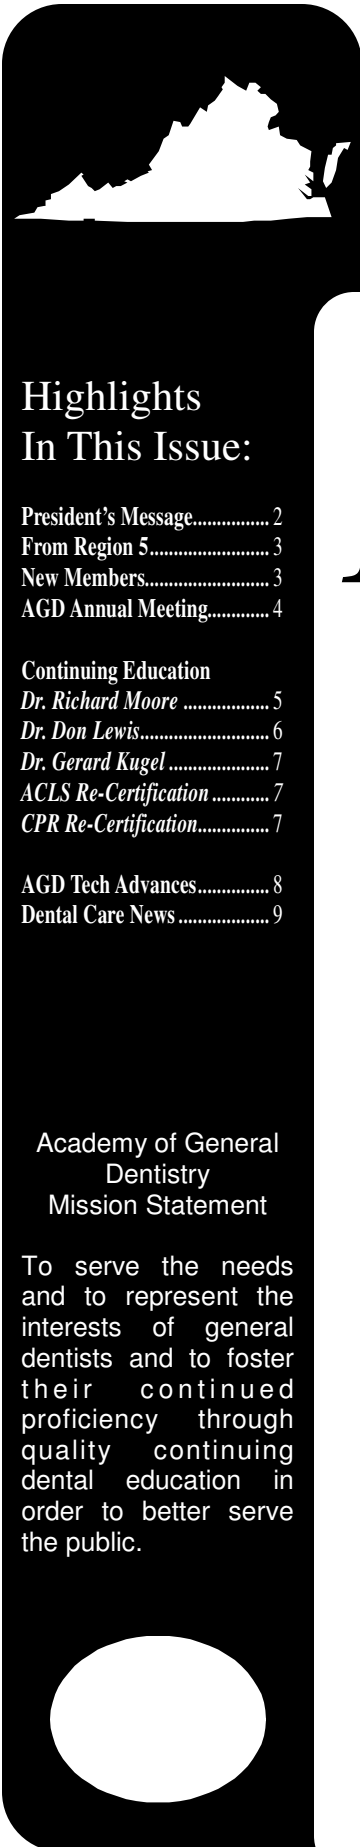 Highlights
In This Issue:
President's Message................ 2
From Region 5......................... 3
New Members.......................... 3
AGD Annual Meeting............. 4
Continuing Education
Dr. Richard Moore .................. 5
Dr. Don Lewis........................... 6
Dr. Gerard Kugel ..................... 7
ACLS Re-Certification ............ 7
CPR Re-Certification............... 7
AGD Tech Advances............... 8
Dental Care News ................... 9
Academy of General
Dentistry
Mission Statement
To serve the needs
and to represent the
interests of general
dentists and to foster
their continued
proficiency through
quality continuing
dental education in
order to better serve
the public.